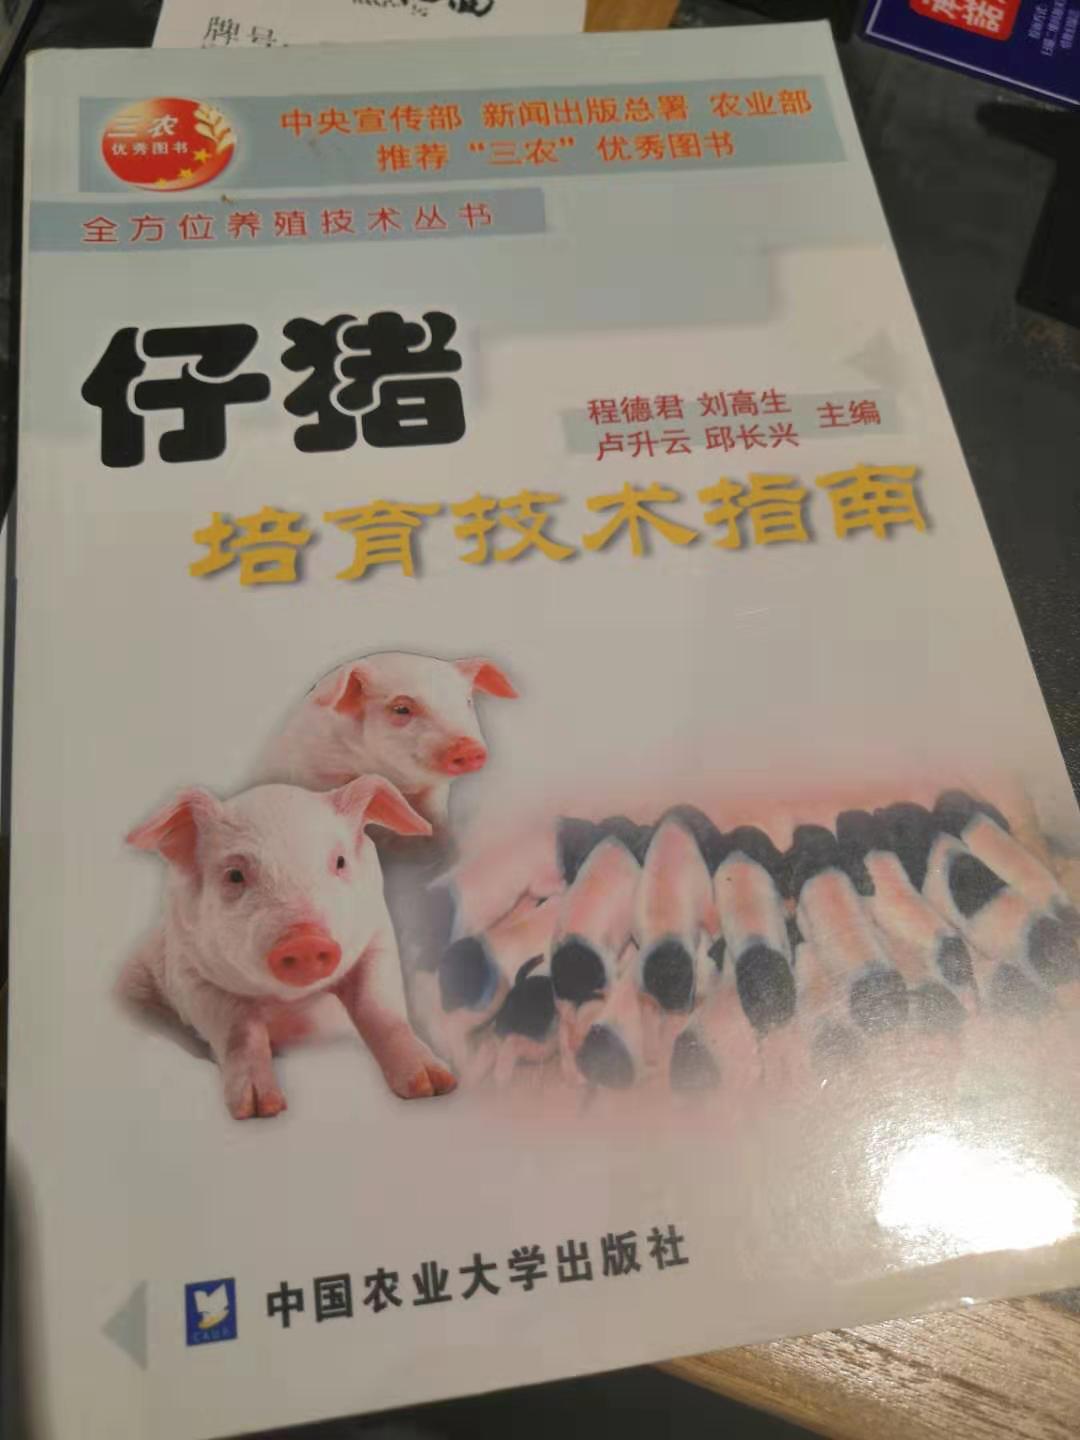 牌号
三农
优秀图书
中央宣传部 新闻出版总署 农业部
推荐“三农”优秀图书
全方位养殖技术丛书
仔猪
程德君 刘高生
卢升云 邱长兴 主编
培育技术指南
中国农业大学出版社
CAUP